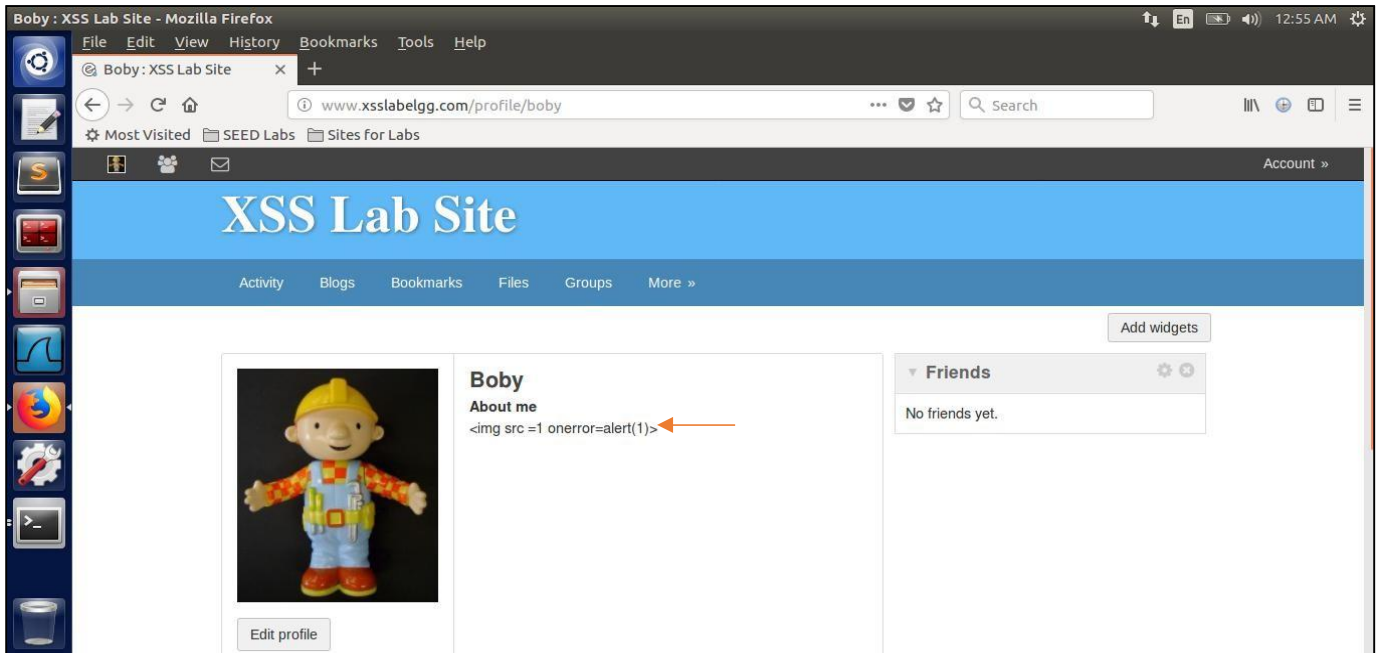 Boby : XSS Lab Site - Mozilla Firefox
En
12:55 AM
File Edit View History Bookmarks Tools Help
Boby : XSS Lab Site
www.xsslabelgg.com/profile/boby
Search
Most Visited SEED Labs Sites for Labs
Account »
XSS Lab Site
Activity Blogs Bookmarks Files Groups More »
Add widgets
Boby
About me
<img src =1 onerror=alert(1)>
Friends
No friends yet.
Edit profile